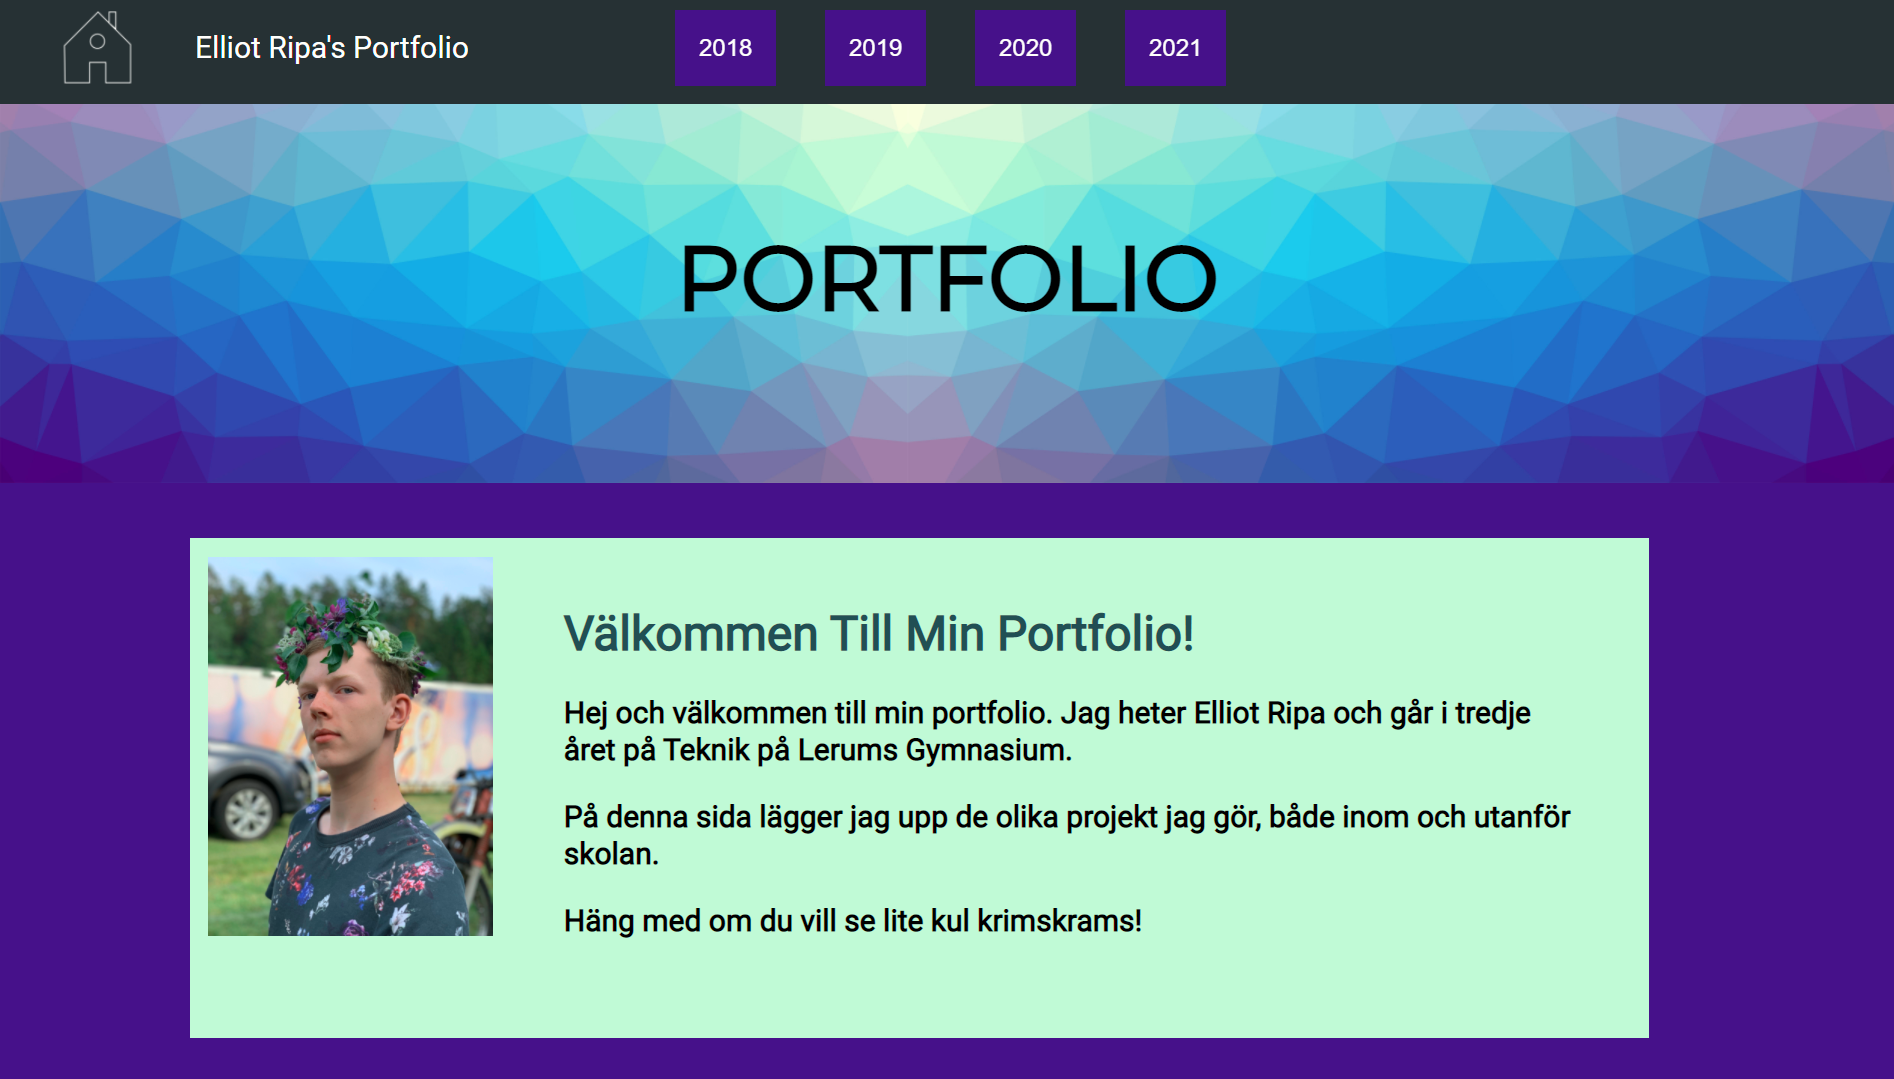 Elliot Ripa's Portfolio
2018
2019
2020
2021
PORTFOLIO
Välkommen Till Min Portfolio!
Hej och välkommen till min portfolio. Jag heter Elliot Ripa och går i tredje
året på Teknik på Lerums Gymnasium.
På denna sida lägger jag upp de olika projekt jag gör, både inom och utanför
skolan.
Häng med om du vill se lite kul krimskrams!